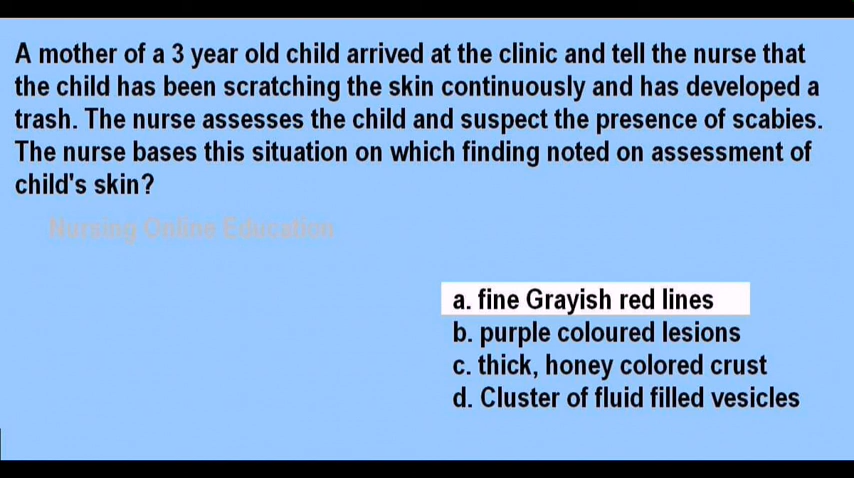 A mother of a 3 year old child arrived at the clinic and tell the nurse that
the child has been scratching the skin continuously and has developed a
trash. The nurse assesses the child and suspect the presence of scabies.
The nurse bases this situation on which finding noted on assessment of
child's skin?
Nursing Online Education
a. fine Grayish red lines
b. purple coloured lesions
c. thick, honey colored crust
d. Cluster of fluid filled vesicles